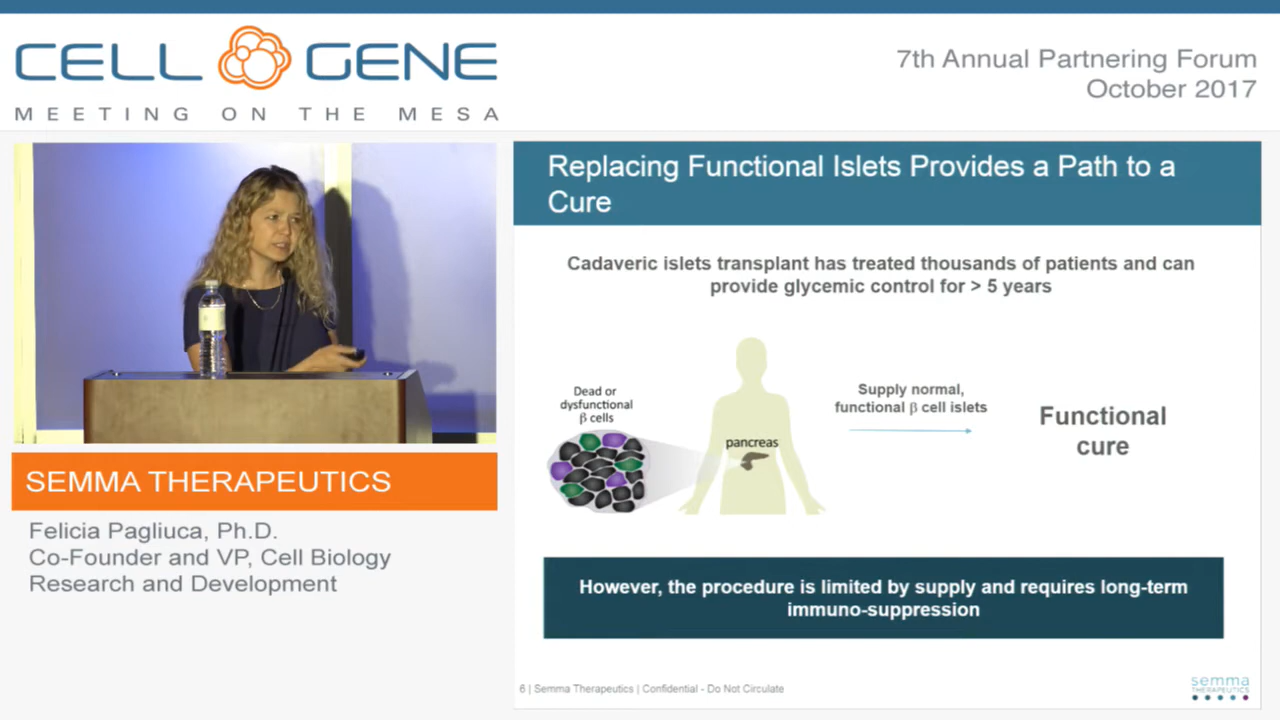 CELL GENE
MEETING ON THE MESA
7th Annual Partnering Forum
October 2017
Replacing Functional Islets Provides a Path to a
Cure
Cadaveric islets transplant has treated thousands of patients and can
provide glycemic control for > 5 years
Dead or
dysfunctional
β cells
pancreas
Supply normal,
functional β cell islets
Functional
cure
However, the procedure is limited by supply and requires long-term
immuno-suppression
6 | Semma Therapeutics | Confidential - Do Not Circulate
semma
THERAPEUTICS
SEMMA THERAPEUTICS
Felicia Pagliuca, Ph.D.
Co-Founder and VP, Cell Biology
Research and Development